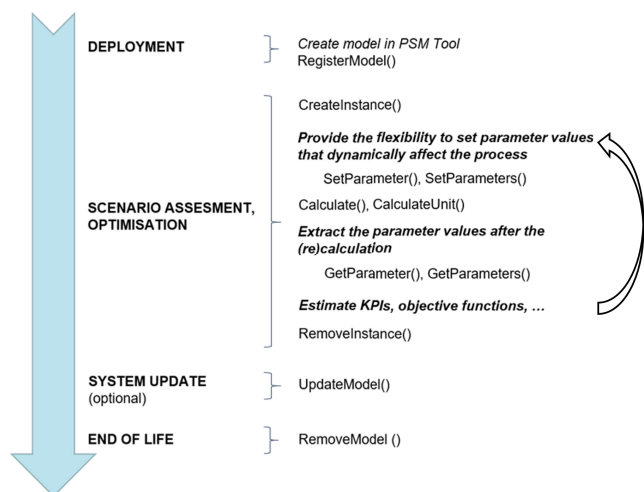 DEPLOYMENT
Create model in PSM Tool
RegisterModel()
SCENARIO ASSESMENT,
OPTIMISATION
CreateInstance()
Provide the flexibility to set parameter values
that dynamically affect the process
SetParameter(), SetParameters()
Calculate(), CalculateUnit()
Extract the parameter values after the
(re)calculation
GetParameter(), GetParameters()
Estimate KPIs, objective functions, …
RemoveInstance()
SYSTEM UPDATE
(optional)
UpdateModel()
END OF LIFE
RemoveModel ()